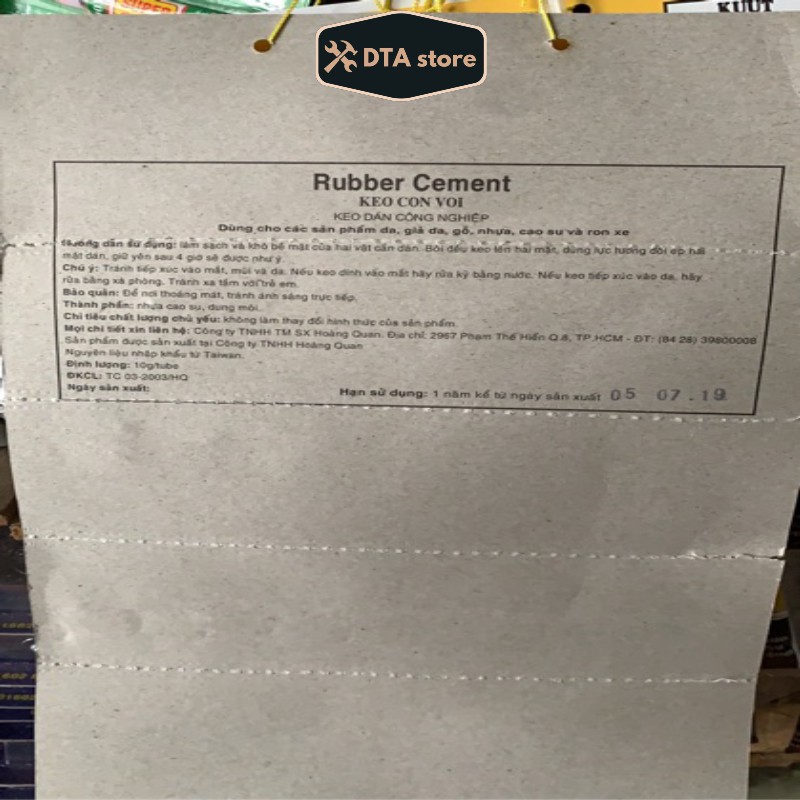 SUPER
KUUT
DTA store
Rubber Cement
KEO CON VOI
KEO DÁN CÔNG NGHIỆP
Dùng cho các sản phẩm da, giả da, gỗ, nhựa, cao su và ron xe
Hướng dẫn sử dụng: làm sạch và khô bề mặt của hai vật cần dán. Bôi đều keo lên hai mặt, dùng lực tương đối ép hai
mặt dán, giữ yên sau 4 giờ sẽ được như ý.
Chú ý: Tránh tiếp xúc vào mắt, mũi và da. Nếu keo dính vào mắt hãy rửa kỹ bằng nước. Nếu keo tiếp xúc vào da, hãy
rửa bằng xà phòng. Tránh xa tầm với trẻ em.
Bảo quản: Để nơi thoáng mát, tránh ánh sáng trực tiếp.
Thành phần: nhựa cao su, dung môi..
Chỉ tiêu chất lượng chủ yếu: không làm thay đổi hình thức của sản phẩm.
Mọi chi tiết xin liên hệ: Công ty TNHH TM SX Hoàng Quan. Địa chỉ: 2967 Phạm Thế Hiển Q.8, TP.HCM - ĐT: (84 28) 39800008
Sản phẩm được sản xuất tại Công ty TNHH Hoàng Quan
Nguyên liệu nhập khẩu từ Taiwan.
Định lượng: 10g/tube
ĐKCL: TC 03-2003/HQ
Ngày sản xuất:
Hạn sử dụng: 1 năm kể từ ngày sản xuất 05 07.19